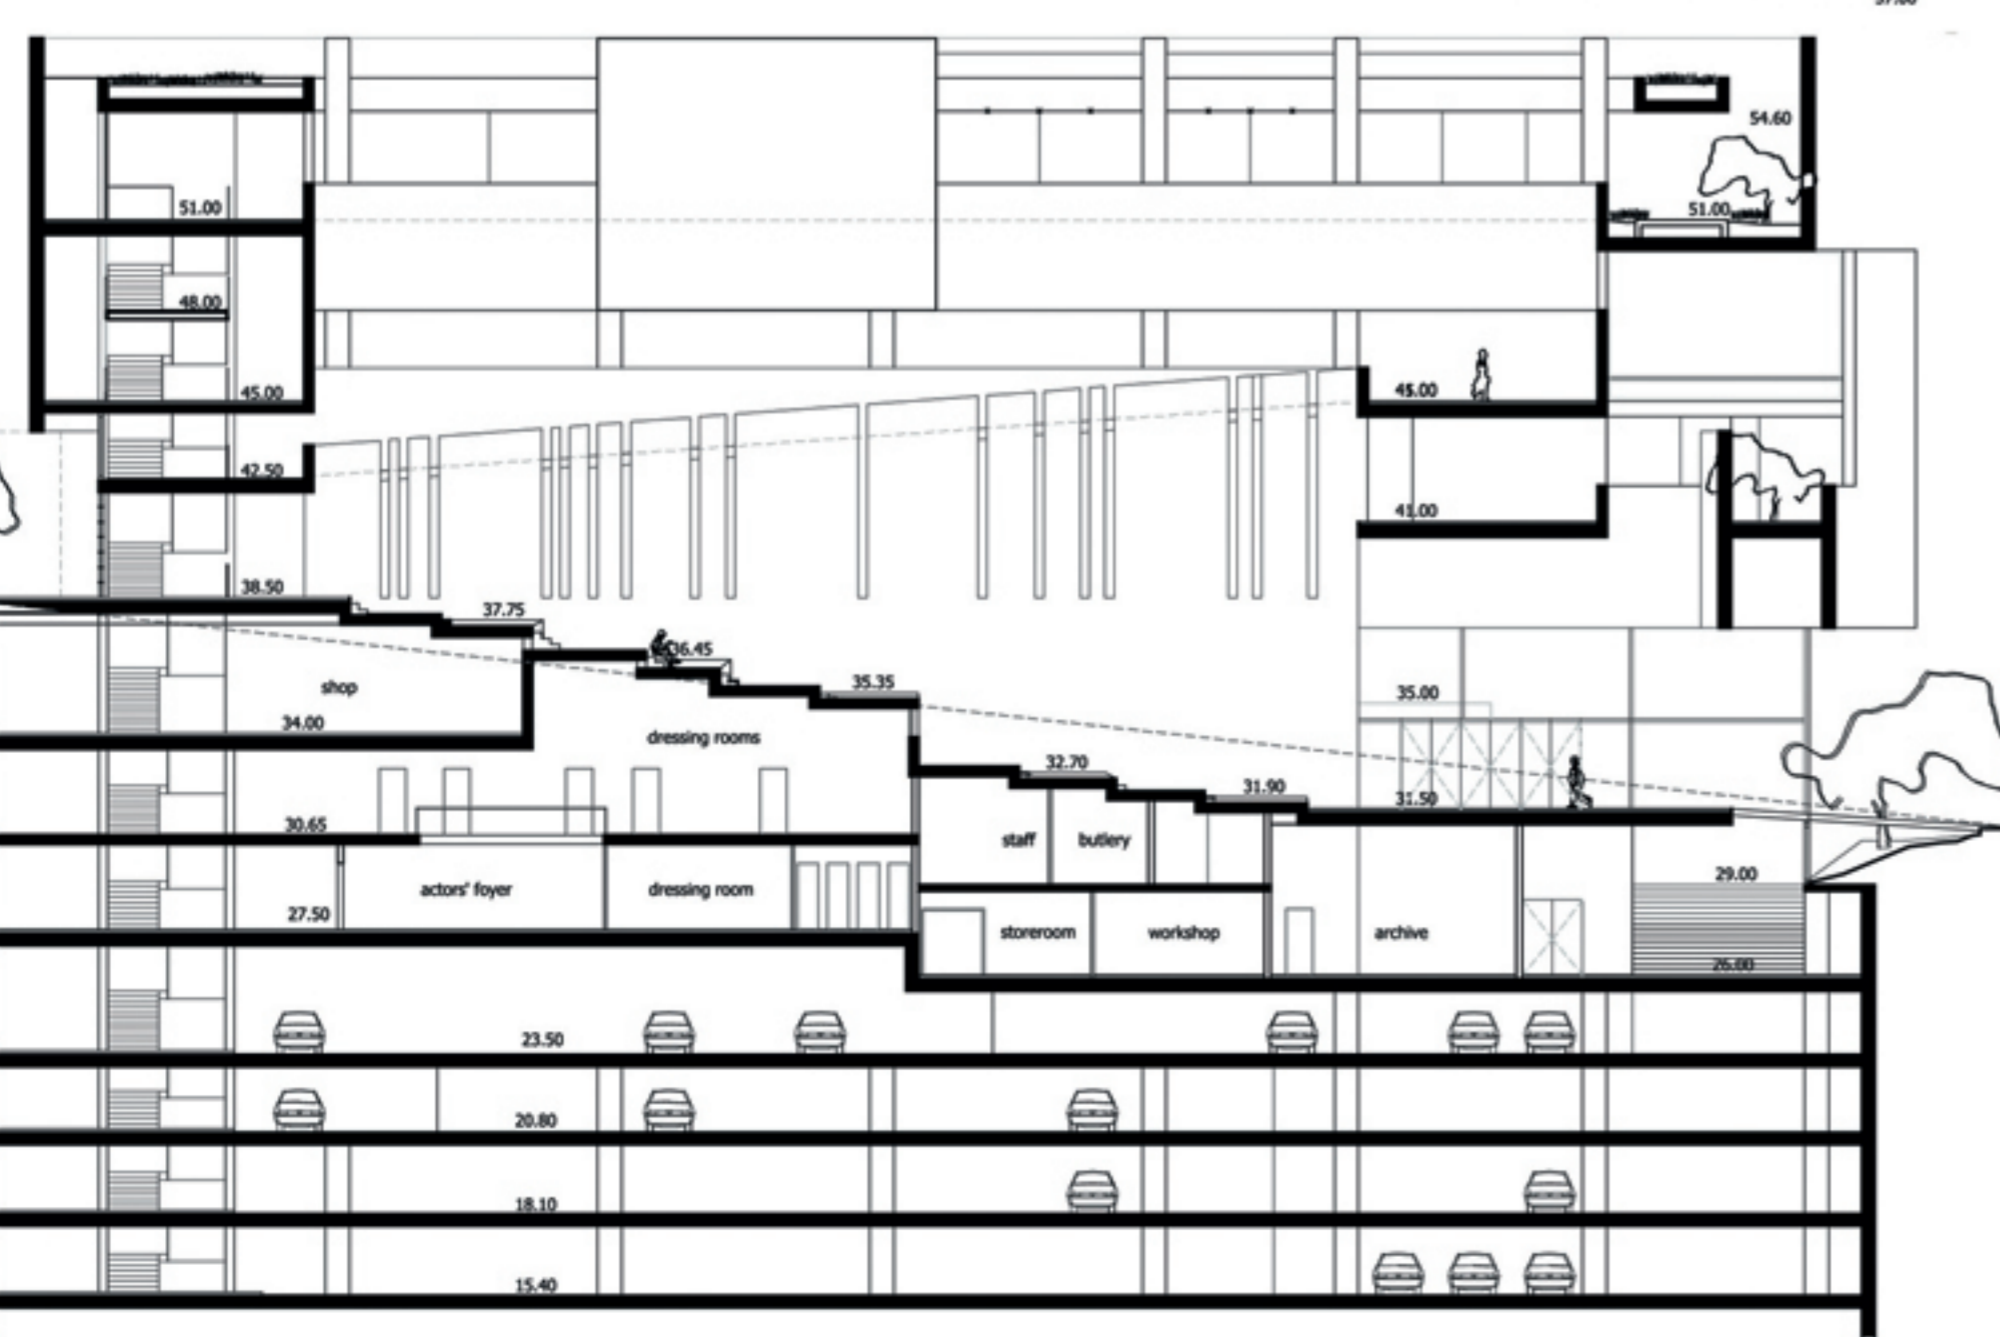 54.60
51.00
51.00
48.00
45.00
45.00
42.50
41.00
38.50
37.75
36.45
35.35
35.00
shop
34.00
dressing rooms
32.70
31.90
31.50
30.65
staff
butlery
29.00
actors' foyer
dressing room
27.50
storeroom
workshop
archive
26.00
23.50
20.80
18.10
15.40